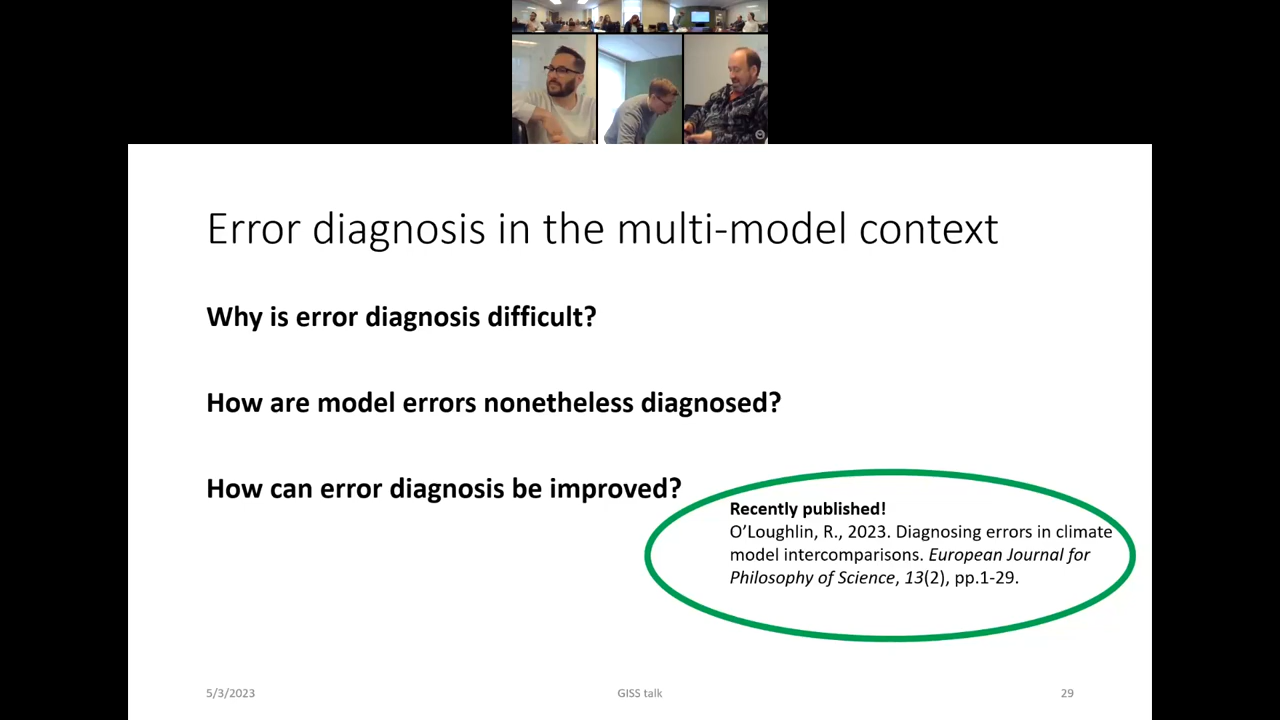 Error diagnosis in the multi-model context
Why is error diagnosis difficult?
How are model errors nonetheless diagnosed?
How can error diagnosis be improved?
Recently published!
O’Loughlin, R., 2023. Diagnosing errors in climate
model intercomparisons. European Journal for
Philosophy of Science, 13(2), pp.1-29.
5/3/2023
GISS talk
29